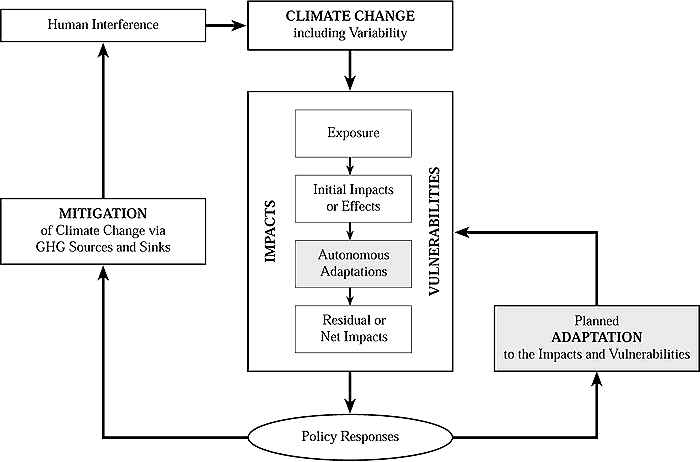 Human Interference
CLIMATE CHANGE
including Variability
Exposure
Initial Impacts
or Effects
Autonomous
Adaptations
Residual or
Net Impacts
IMPACTS
VULNERABILITIES
MITIGATION
of Climate Change via
GHG Sources and Sinks
Planned
ADAPTATION
to the Impacts and Vulnerabilities
Policy Responses